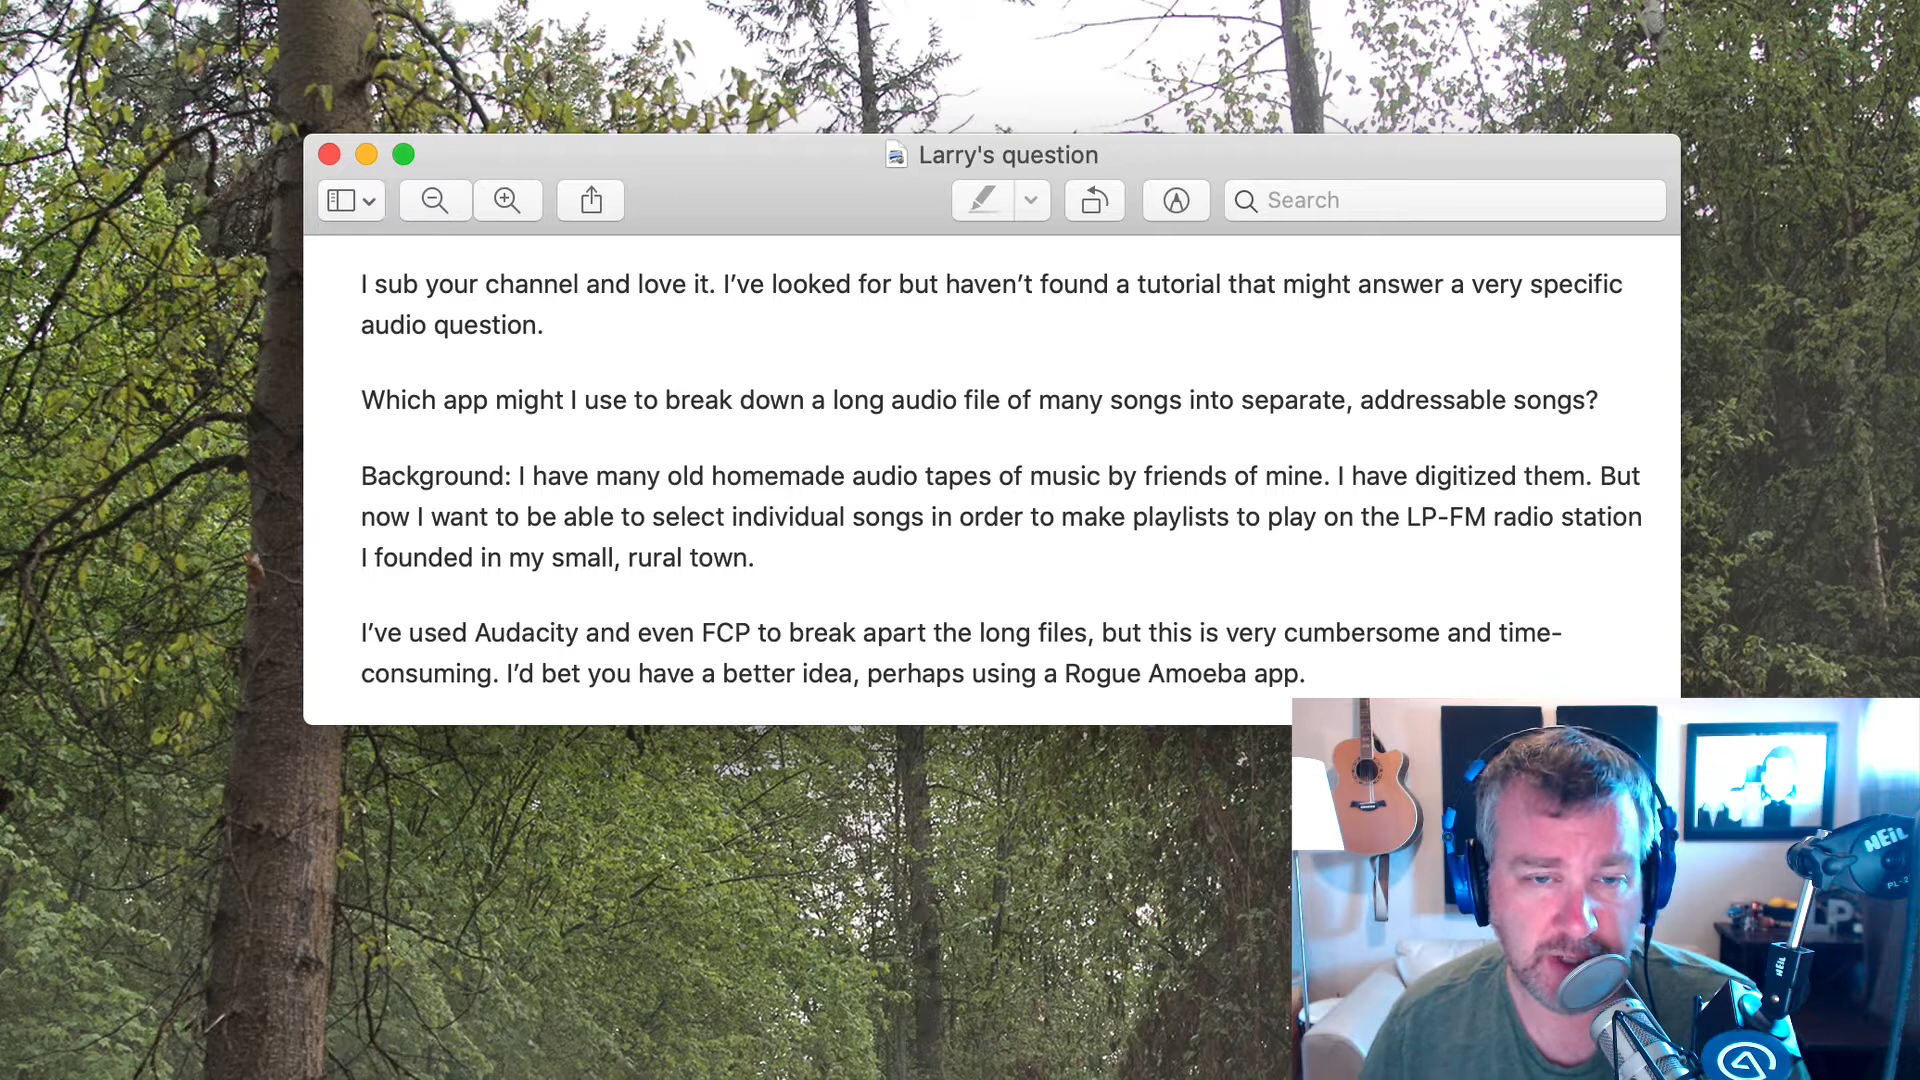 Larry's question
Search
I sub your channel and love it. I’ve looked for but haven’t found a tutorial that might answer a very specific
audio question.
Which app might I use to break down a long audio file of many songs into separate, addressable songs?
Background: I have many old homemade audio tapes of music by friends of mine. I have digitized them. But
now I want to be able to select individual songs in order to make playlists to play on the LP-FM radio station
I founded in my small, rural town.
I’ve used Audacity and even FCP to break apart the long files, but this is very cumbersome and time-
consuming. I’d bet you have a better idea, perhaps using a Rogue Amoeba app.
HEiL
PL-2
LP
HEiL